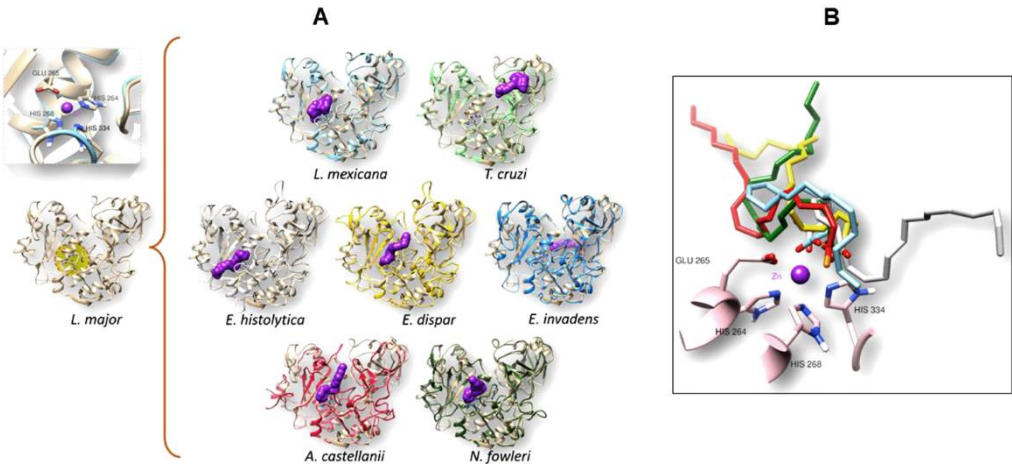 A
B
GLU 265
HIS 264
HIS 268
HIS 334
L. mexicana
T. cruzi
L. major
E. histolytica
E. dispar
E. invadens
A. castellanii
N. fowleri
GLU 265
Zn
HIS 334
HIS 264
HIS 268